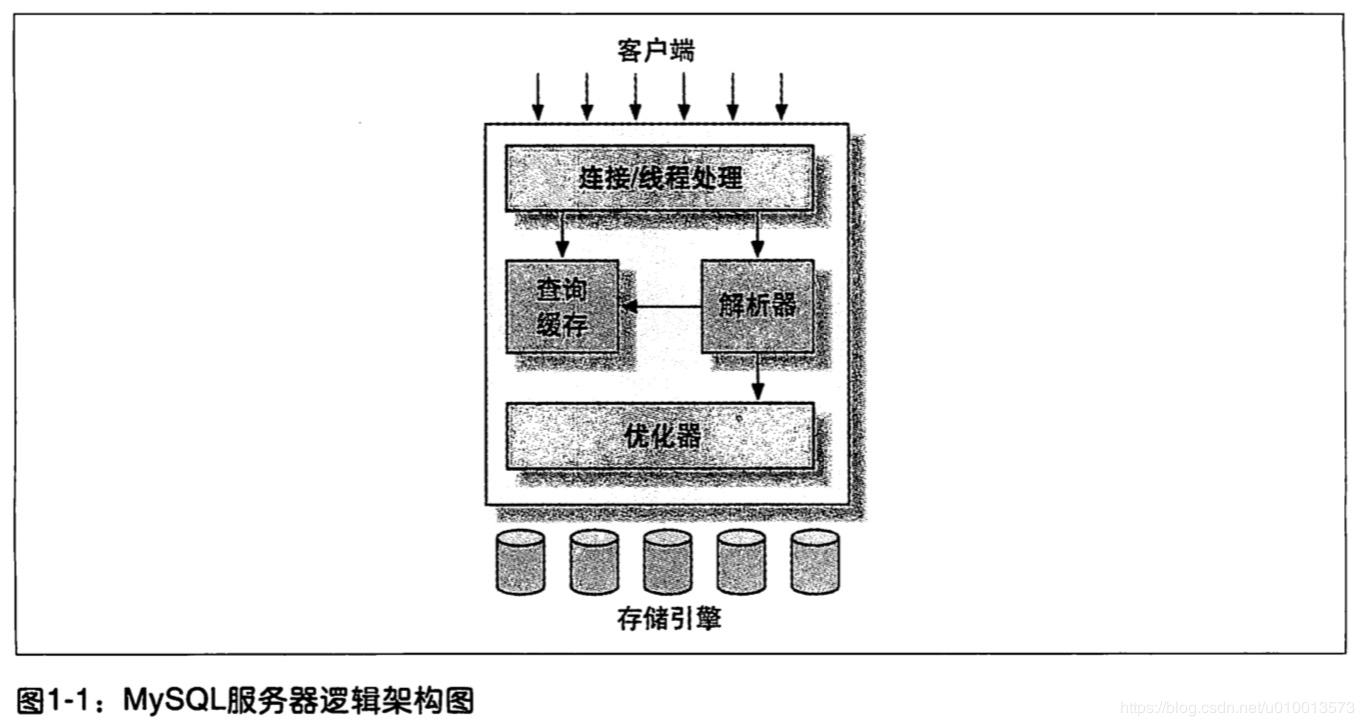 客户端
连接/线程处理
查询
缓存
解析器
优化器
存储引擎
图1-1：MySQL服务器逻辑架构图
https://blog.csdn.net/u010013573